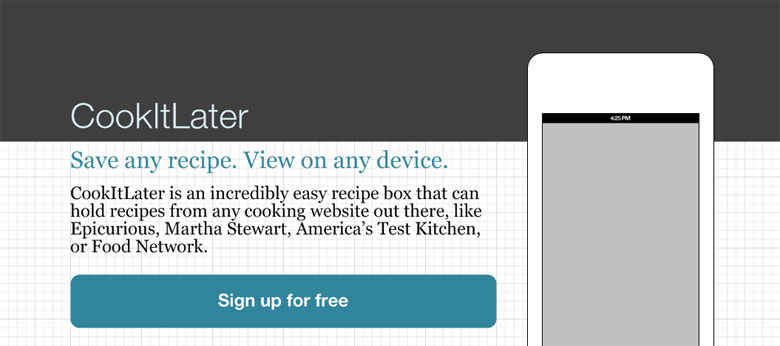 CookItLater
4:25 PM
Save any recipe. View on any device.
CookItLater is an incredibly easy recipe box that can
hold recipes from any cooking website out there, like
Epicurious, Martha Stewart, America’s Test Kitchen,
or Food Network.
Sign up for free